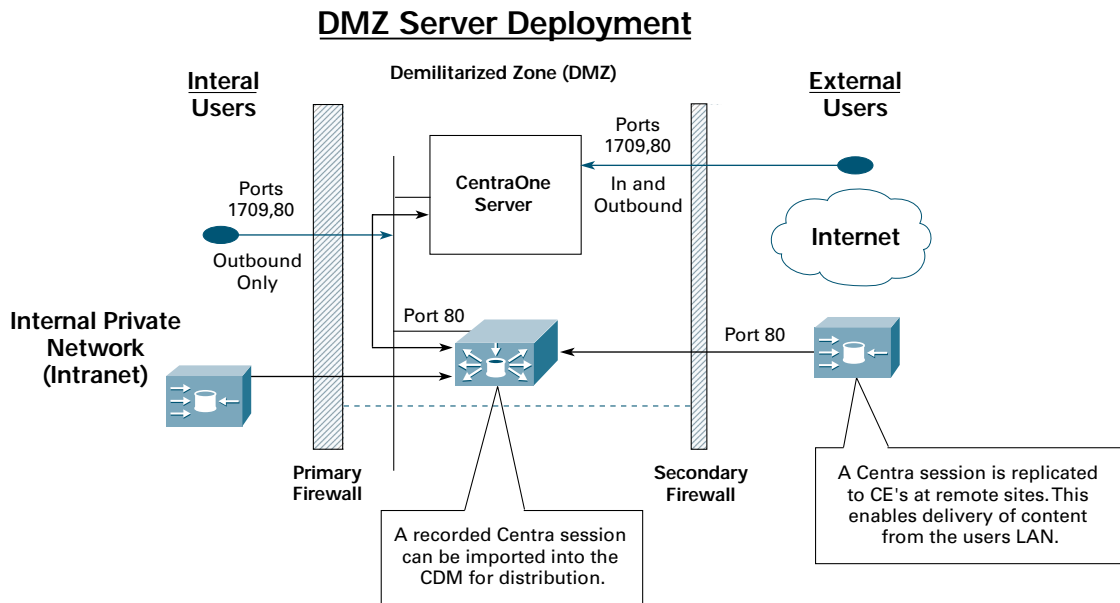 DMZ Server Deployment
Interal
Users
Demilitarized Zone (DMZ)
External
Users
Ports
1709,80
CentraOne
Server
In and
Outbound
Ports
1709,80
Outbound
Only
Internet
Internal Private
Network
(Intranet)
Port 80
Port 80
Primary
Firewall
Secondary
Firewall
A recorded Centra session
can be imported into the
CDM for distribution.
A Centra session is replicated
to CE's at remote sites. This
enables delivery of content
from the users LAN.